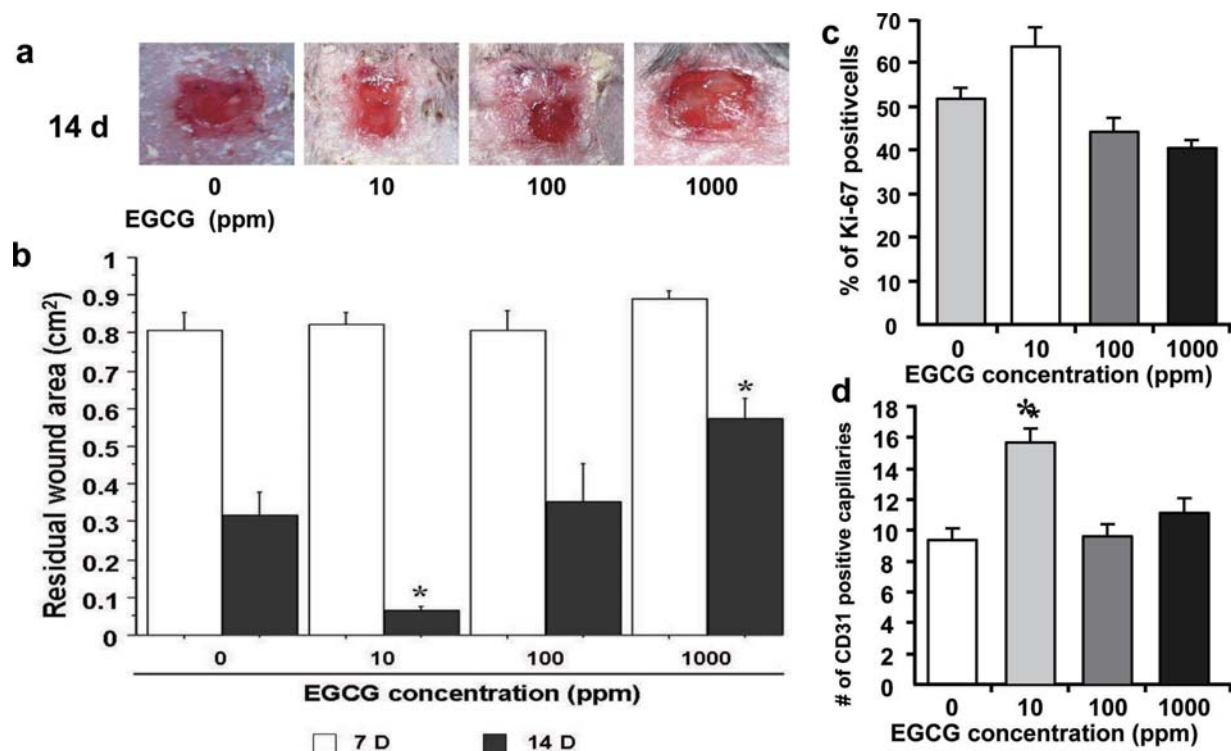 a
14 d
0 10 100 1000
EGCG (ppm)
b
Residual wound area (cm²)
1
0.9
0.8
0.7
0.6
0.5
0.4
0.3
0.2
0.1
0
*
*
0 10 100 1000
EGCG concentration (ppm)
7 D 14 D
c
% of Ki-67 positivcells
70
60
50
40
30
20
10
0
0 10 100 1000
EGCG concentration (ppm)
d
# of CD31 positive capillaries
18
16
14
12
10
8
6
4
2
0
**
0 10 100 1000
EGCG concentration (ppm)